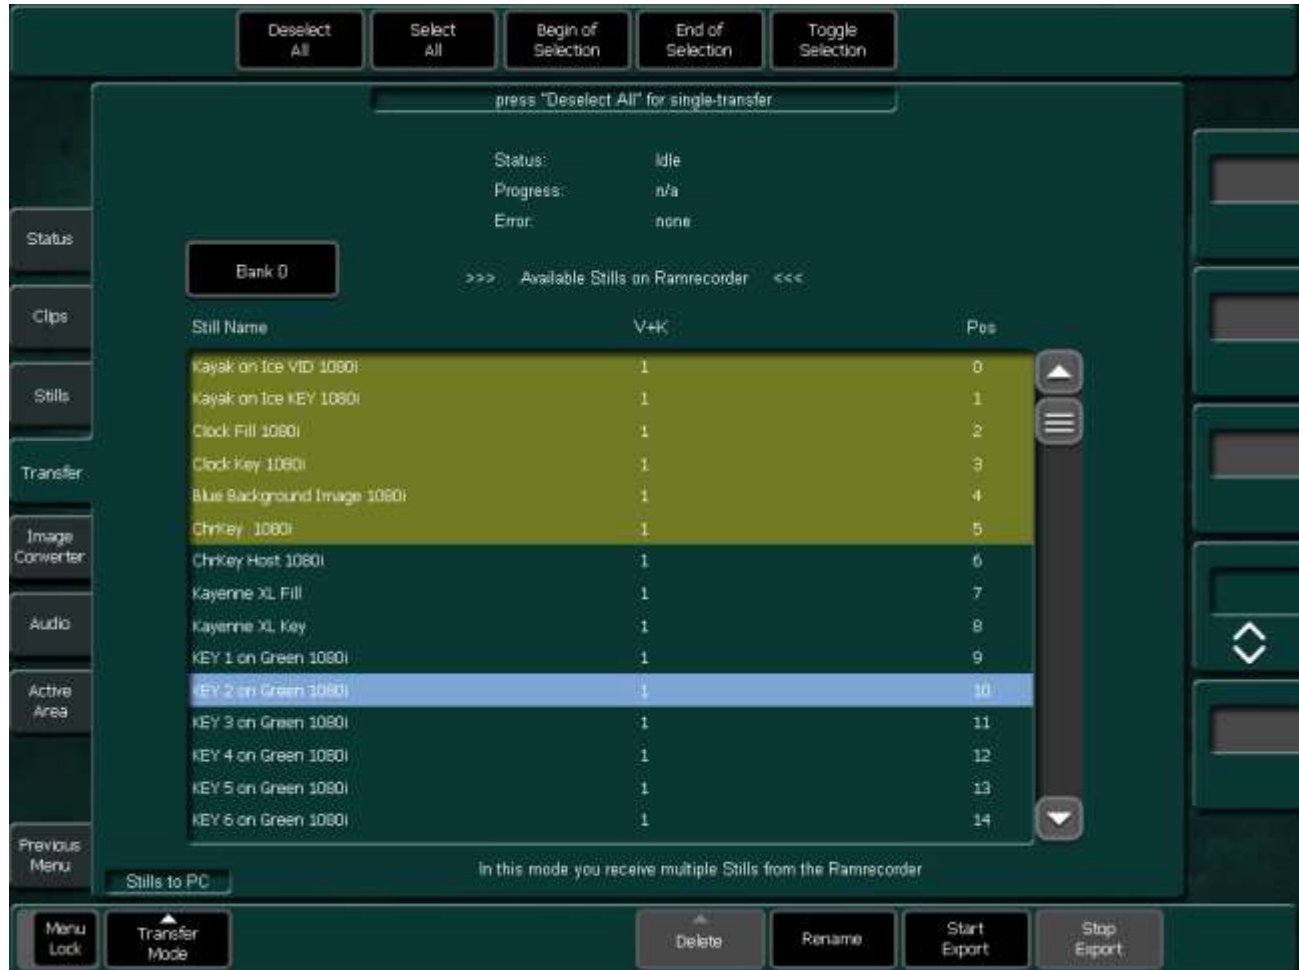 Deselect All
Select All
Begin of Selection
End of Selection
Toggle Selection
press "Deselect All" for single-transfer
Status: Idle
Progress: n/a
Error: none
Status
Bank 0
>>> Available Stills on Ramrecorder <<<
Clips
Still Name V+K Pos
Kayak on Ice VID 1080i 1 0
Kayak on Ice KEY 1080i 1 1
Stills
Clock Fill 1080i 1 2
Clock Key 1080i 1 3
Transfer
Blue Background Image 1080i 1 4
ChrKey 1080i 1 5
Image Converter
ChrKey Host 1080i 1 6
Kayenne XL Fill 1 7
Audio
Kayenne XL Key 1 8
KEY 1 on Green 1080i 1 9
Active Area
KEY 2 on Green 1080i 1 10
KEY 3 on Green 1080i 1 11
KEY 4 on Green 1080i 1 12
KEY 5 on Green 1080i 1 13
KEY 6 on Green 1080i 1 14
Previous Menu
In this mode you receive multiple Stills from the Ramrecorder
Stills to PC
Menu Lock
Transfer Mode
Delete
Rename
Start Export
Stop Export